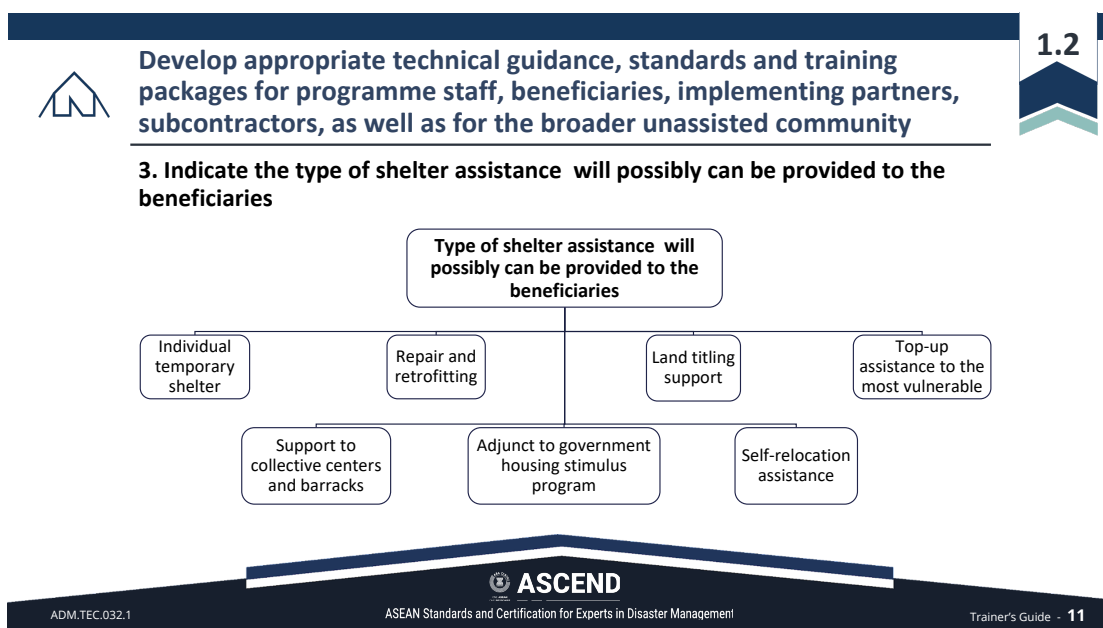 1.2
Develop appropriate technical guidance, standards and training
packages for programme staff, beneficiaries, implementing partners,
subcontractors, as well as for the broader unassisted community
3. Indicate the type of shelter assistance  will possibly can be provided to the
beneficiaries
Type of shelter assistance  will
possibly can be provided to the
beneficiaries
Individual
temporary
shelter
Repair and
retrofitting
Land titling
support
Top-up
assistance to the
most vulnerable
Support to
collective centers
and barracks
Adjunct to government
housing stimulus
program
Self-relocation
assistance
ASCEND
ADM.TEC.032.1
ASEAN Standards and Certification for Experts in Disaster Management
Trainer's Guide - 11